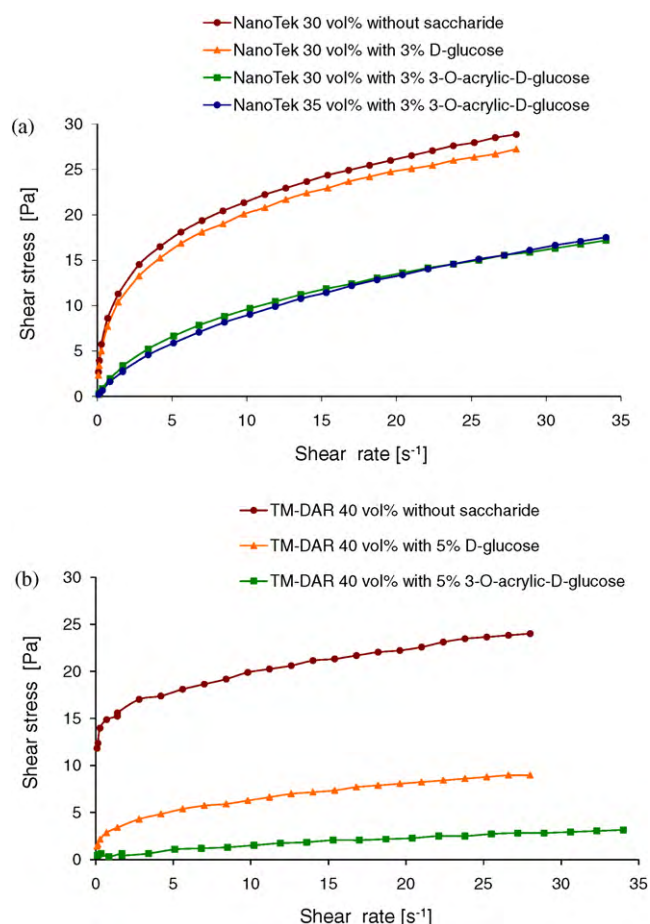 NanoTek 30 vol% without saccharide
NanoTek 30 vol% with 3% D-glucose
NanoTek 30 vol% with 3% 3-O-acrylic-D-glucose
NanoTek 35 vol% with 3% 3-O-acrylic-D-glucose
(a)
Shear stress [Pa]
30
25
20
15
10
5
0
0 5 10 15 20 25 30 35
Shear rate [s⁻¹]
TM-DAR 40 vol% without saccharide
TM-DAR 40 vol% with 5% D-glucose
TM-DAR 40 vol% with 5% 3-O-acrylic-D-glucose
(b)
Shear stress [Pa]
30
25
20
15
10
5
0
0 5 10 15 20 25 30 35
Shear rate [s⁻¹]